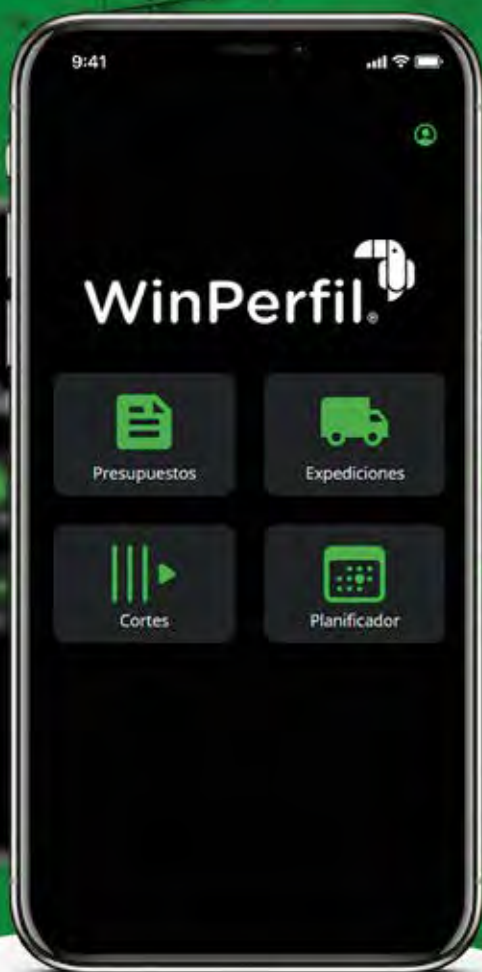 9:41
WinPerfil®
Presupuestos
Expediciones
Cortes
Planificador